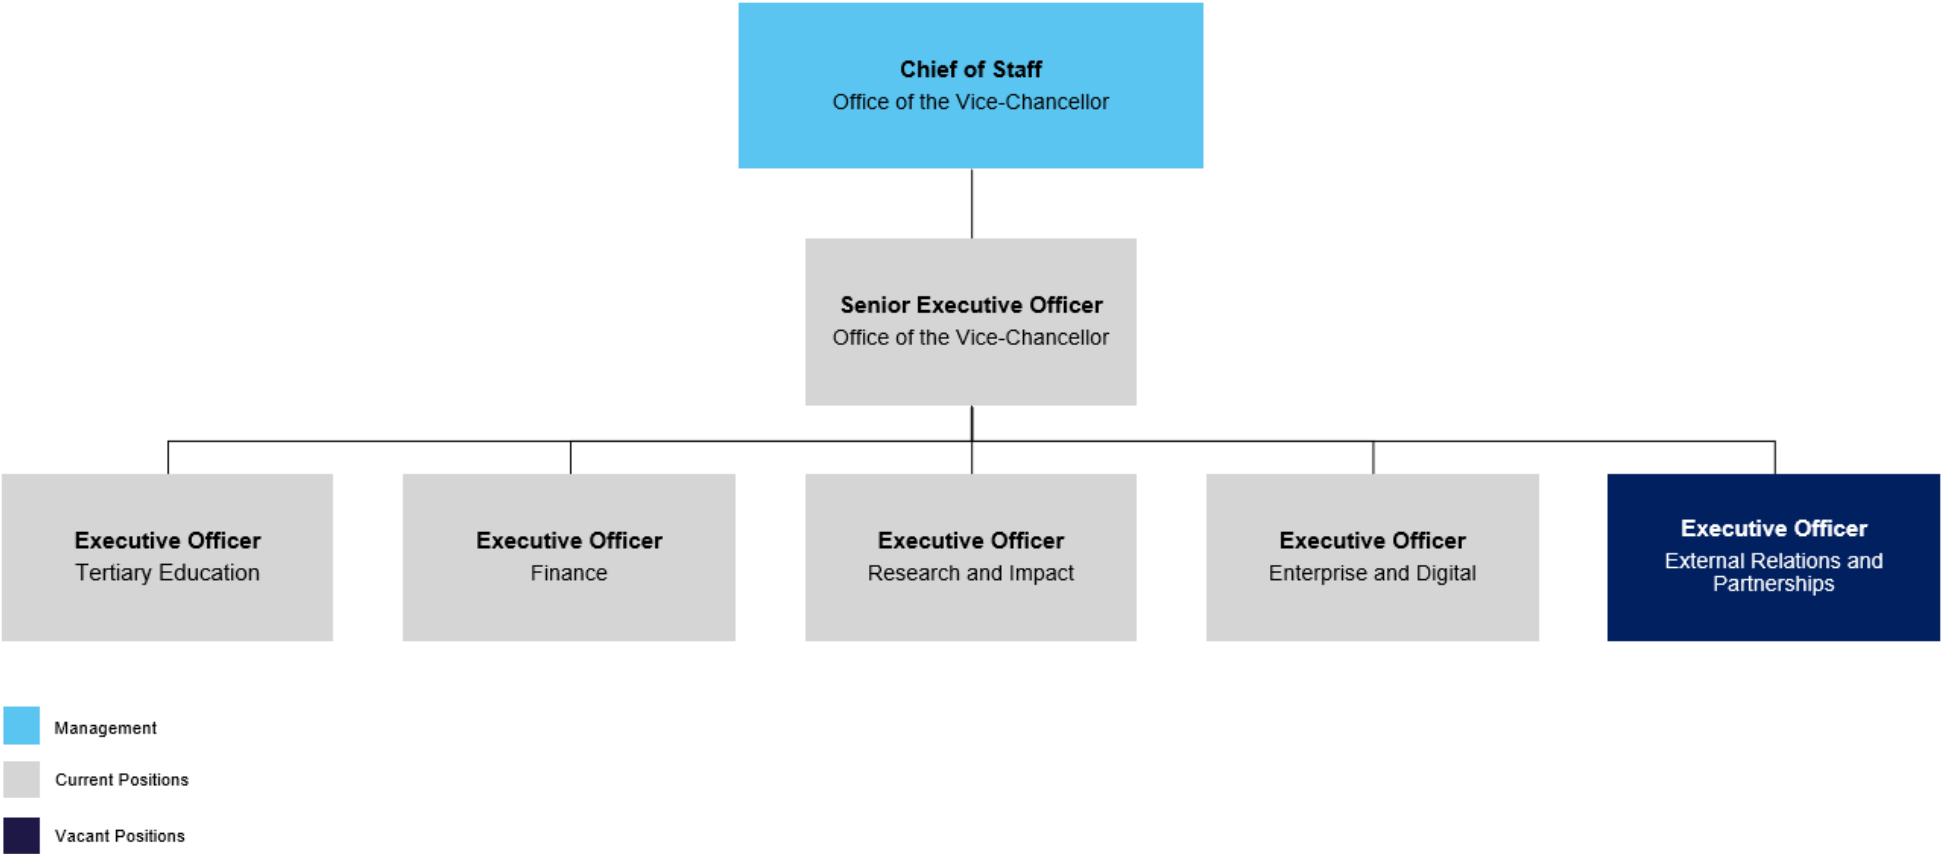 Chief of Staff
Office of the Vice-Chancellor
Senior Executive Officer
Office of the Vice-Chancellor
Executive Officer
Tertiary Education
Executive Officer
Finance
Executive Officer
Research and Impact
Executive Officer
Enterprise and Digital
Executive Officer
External Relations and
Partnerships
Management
Current Positions
Vacant Positions